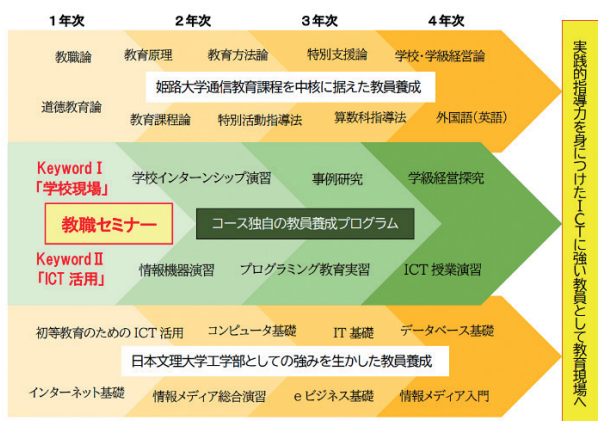 1年次 2年次 3年次 4年次
教職論 教育原理 教育方法論 特別支援論 学校・学級経営論
姫路大学通信教育課程を中核に据えた教員養成
道徳教育論 教育課程論 特別活動指導法 算数科指導法 外国語(英語)
Keyword I
「学校現場」
学校インターンシップ演習 事例研究 学級経営探究
教職セミナー
コース独自の教員養成プログラム
Keyword II
「ICT 活用」
情報機器演習 プログラミング教育実習 ICT 授業演習
初等教育のための ICT 活用 コンピュータ基礎 IT 基礎 データベース基礎
日本文理大学工学部としての強みを生かした教員養成
インターネット基礎 情報メディア総合演習 e ビジネス基礎 情報メディア入門
実践的指導力を身につけたICTに強い教員として教育現場へ